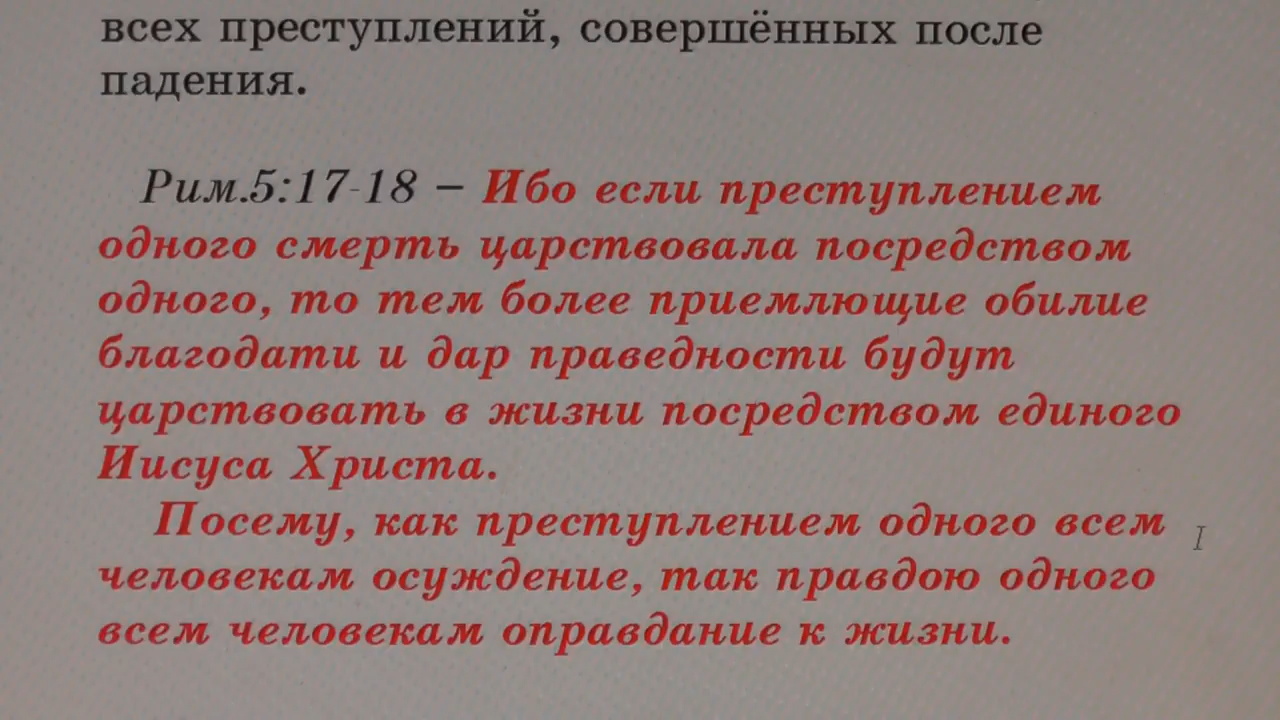 всех преступлений, совершённых после
падения.
Рим.5:17-18 – Ибо если преступлением
одного смерть царствовала посредством
одного, то тем более приемлющие обилие
благодати и дар праведности будут
царствовать в жизни посредством единого
Иисуса Христа.
Посему, как преступлением одного всем
человекам осуждение, так правдою одного
всем человекам оправдание к жизни.